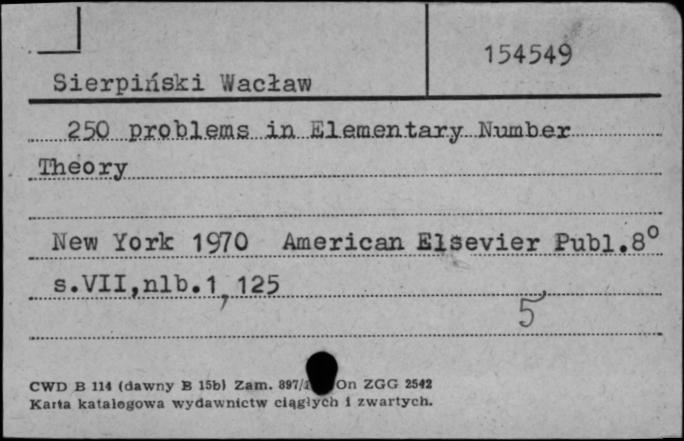 154549
Sierpiński Wacław
250 problems in Elementary Number
Theory
New York 1970 American Elsevier Publ.8°
s.VII,nlb.1, 125
5
CWD B 114 (dawny B 15b) Zam. 897/ On ZGG 2542
Karta katalogowa wydawnictw ciągłych i zwartych.